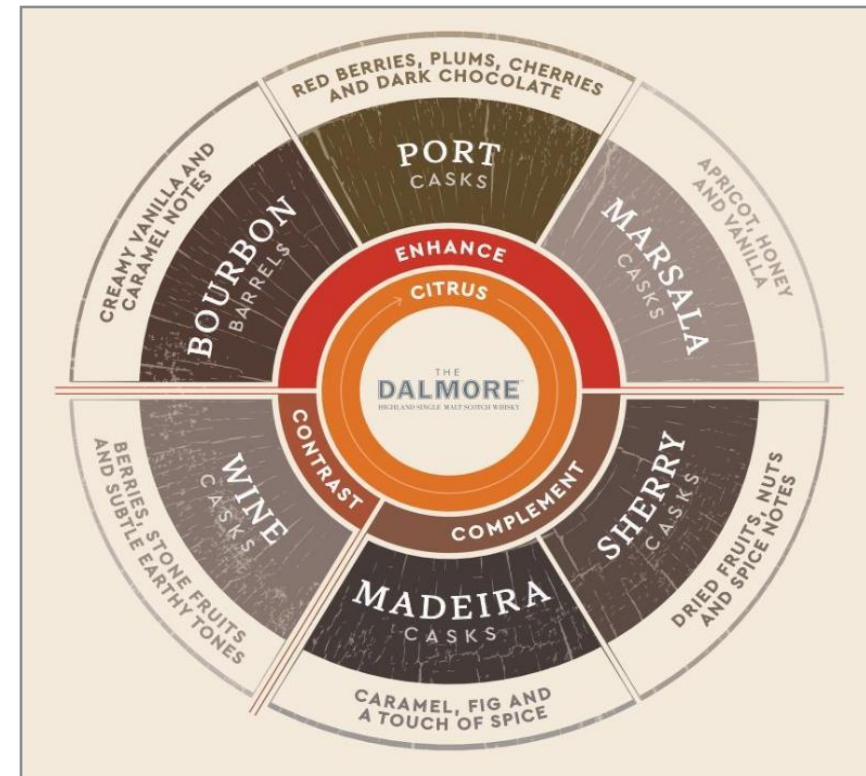 RED BERRIES, PLUMS, CHERRIES
AND DARK CHOCOLATE
PORT
CASKS
APRICOT, HONEY
AND VANILLA
MARSALA
CASKS
CREAMY VANILLA AND
CARAMEL NOTES
BOURBON
BARRELS
ENHANCE
CITRUS
THE
DALMORE
HIGHLAND SINGLE MALT SCOTCH WHISKY
CONTRAST
COMPLEMENT
WINE
CASKS
BERRIES, STONE FRUITS
AND SUBTLE EARTHY TONES
SHERRY
CASKS
DRIED FRUITS, NUTS
AND SPICE NOTES
MADEIRA
CASKS
CARAMEL, FIG AND
A TOUCH OF SPICE